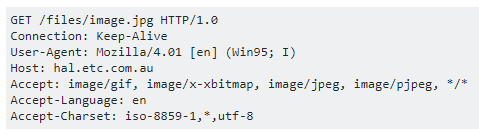 GET /files/image.jpg HTTP/1.0
Connection: Keep-Alive
User-Agent: Mozilla/4.01 [en] (Win95; I)
Host: hal.etc.com.au
Accept: image/gif, image/x-xbitmap, image/jpeg, image/pjpeg, */*
Accept-Language: en
Accept-Charset: iso-8859-1,*,utf-8